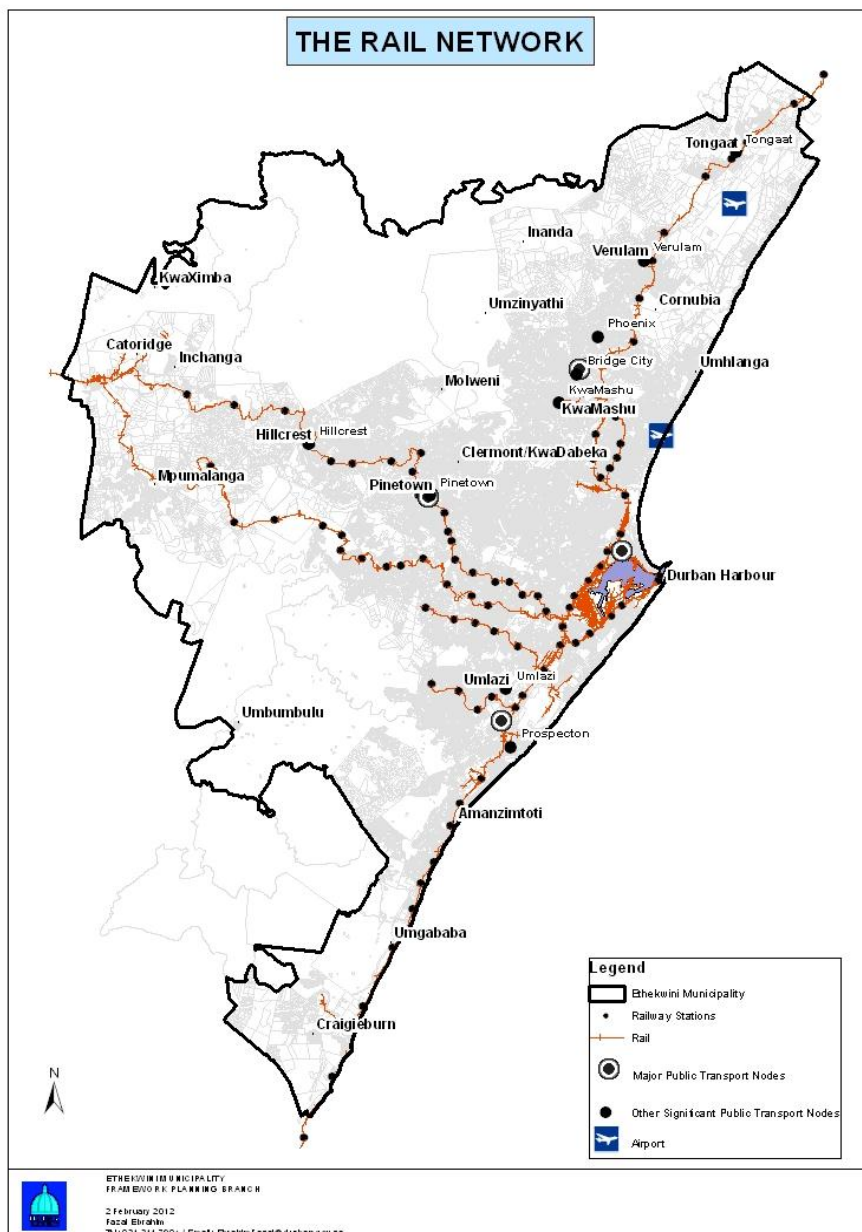 THE RAIL NETWORK
Tongaat
Tongaat
Inanda
Verulam
Verulam
KwaXimba
Umzinyathi
Cornubia
Phoenix
Catoridge
Inchanga
Bridge City
Umhlanga
Molweni
KwaMashu
KwaMashu
Hillcrest
Hillcrest
Clermont/KwaDabeka
Mpumalanga
Pinetown
Pinetown
Durban Harbour
Umlazi
Umlazi
Umbumbulu
Prospecton
Amanzimtoti
Umgababa
Craigieburn
N
Legend
Ethekwini Municipality
Railway Stations
Rail
Major Public Transport Nodes
Other Significant Public Transport Nodes
Airport
ETHEKWINI MUNICIPALITY
FRAMEWORK PLANNING BRANCH
2 February 2012
Fazal Ebrahim